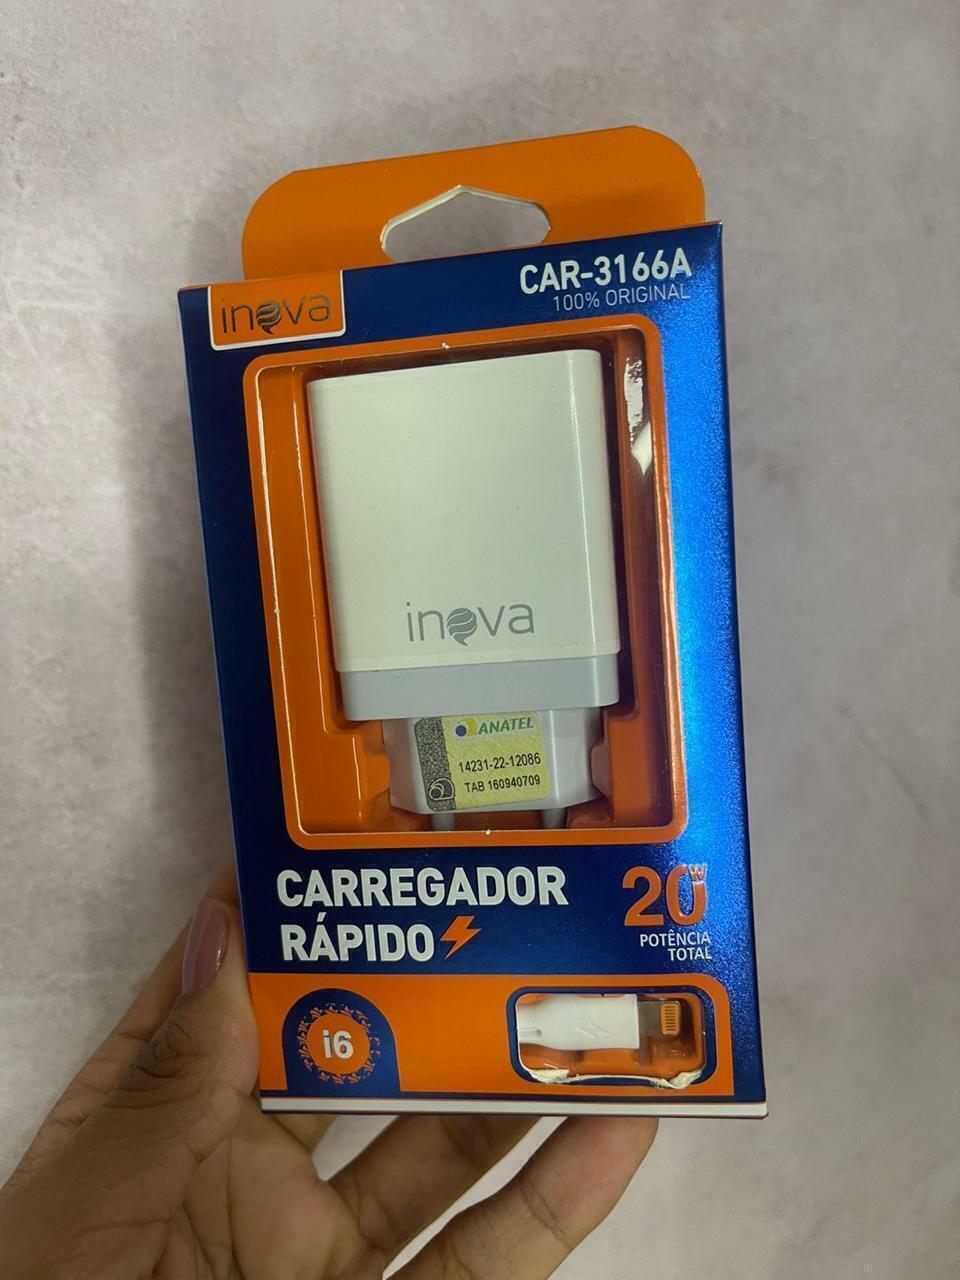 inova
CAR-3166A
100% ORIGINAL
inova
ANATEL
14231-22-12086
TAB 160940709
CARREGADOR
RÁPIDO
20W
POTÊNCIA
TOTAL
i6